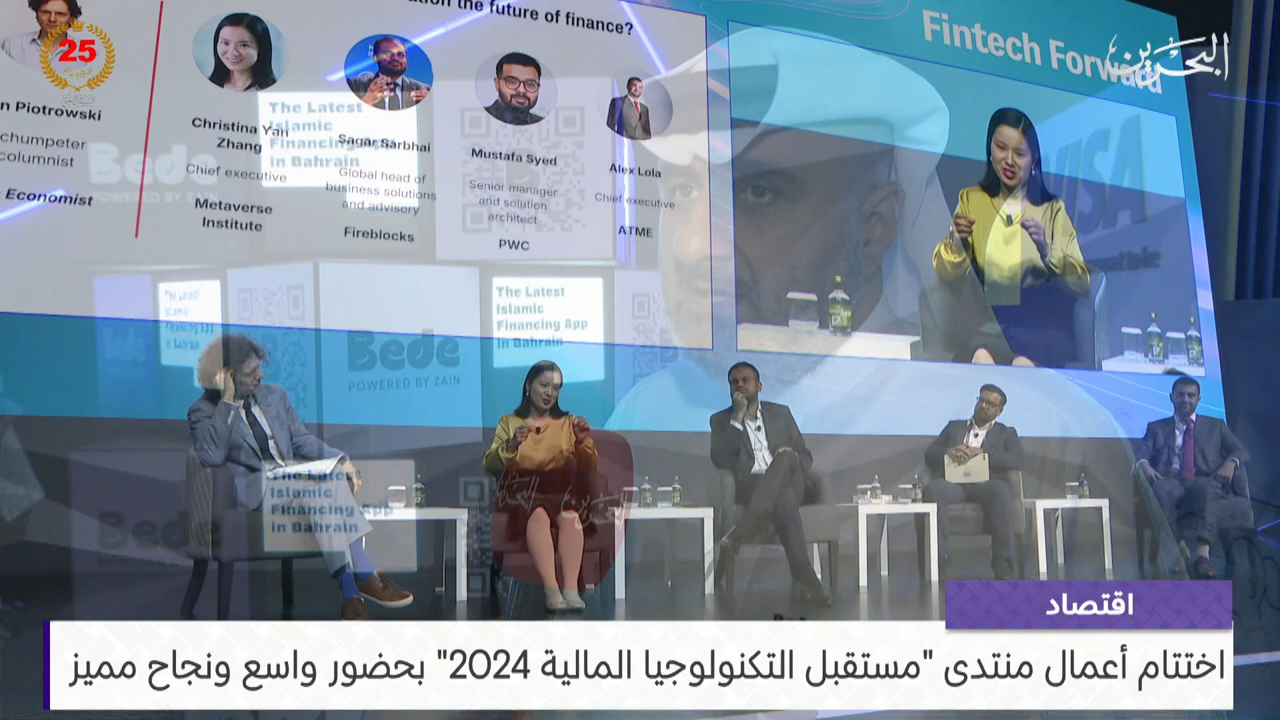 ation the future of finance?
Fintech Forward
البحرين
25
n Piotrowski
chumpeter
columnist
Economist
Christina Yan
Zhang
Chief executive
Metaverse
Institute
Sagar Sarbhai
Global head of
business solutions
and advisory
Fireblocks
Mustafa Syed
Senior manager
and solution
architect
PWC
Alex Lola
Chief executive
ATME
The Latest
Islamic
Financing App
in Bahrain
Bede
POWERED BY ZAIN
VISA
The Latest
Islamic
Financing App
in Bahrain
Bede
POWERED BY ZAIN
The Latest
Islamic
Financing App
in Bahrain
Bede
البحرين
اقتصاد
اختتام أعمال منتدى "مستقبل التكنولوجيا المالية 2024" بحضور واسع ونجاح مميز